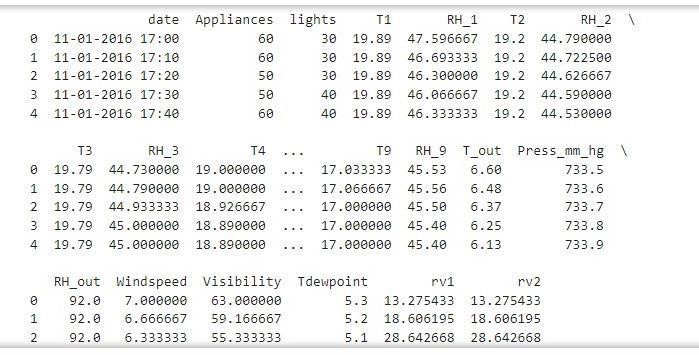 date Appliances lights T1 RH_1 T2 RH_2 \
0 11-01-2016 17:00 60 30 19.89 47.596667 19.2 44.790000
1 11-01-2016 17:10 60 30 19.89 46.693333 19.2 44.722500
2 11-01-2016 17:20 50 30 19.89 46.300000 19.2 44.626667
3 11-01-2016 17:30 50 40 19.89 46.066667 19.2 44.590000
4 11-01-2016 17:40 60 40 19.89 46.333333 19.2 44.530000
T3 RH_3 T4 ... T9 RH_9 T_out Press_mm_hg \
0 19.79 44.730000 19.000000 ... 17.033333 45.53 6.60 733.5
1 19.79 44.790000 19.000000 ... 17.066667 45.56 6.48 733.6
2 19.79 44.933333 18.926667 ... 17.000000 45.50 6.37 733.7
3 19.79 45.000000 18.890000 ... 17.000000 45.40 6.25 733.8
4 19.79 45.000000 18.890000 ... 17.000000 45.40 6.13 733.9
RH_out Windspeed Visibility Tdewpoint rv1 rv2
0 92.0 7.000000 63.000000 5.3 13.275433 13.275433
1 92.0 6.666667 59.166667 5.2 18.606195 18.606195
2 92.0 6.333333 55.333333 5.1 28.642668 28.642668